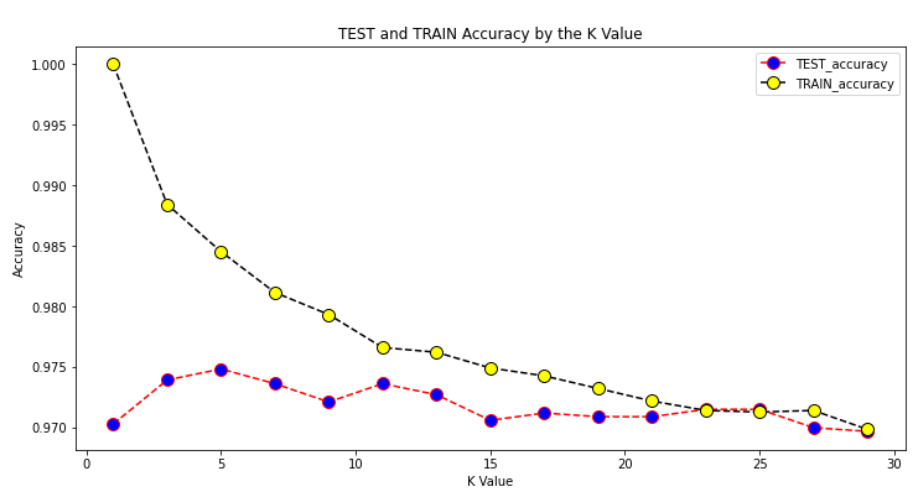 TEST and TRAIN Accuracy by the K Value
TEST_accuracy
TRAIN_accuracy
Accuracy
1.000
0.995
0.990
0.985
0.980
0.975
0.970
0
5
10
15
20
25
30
K Value